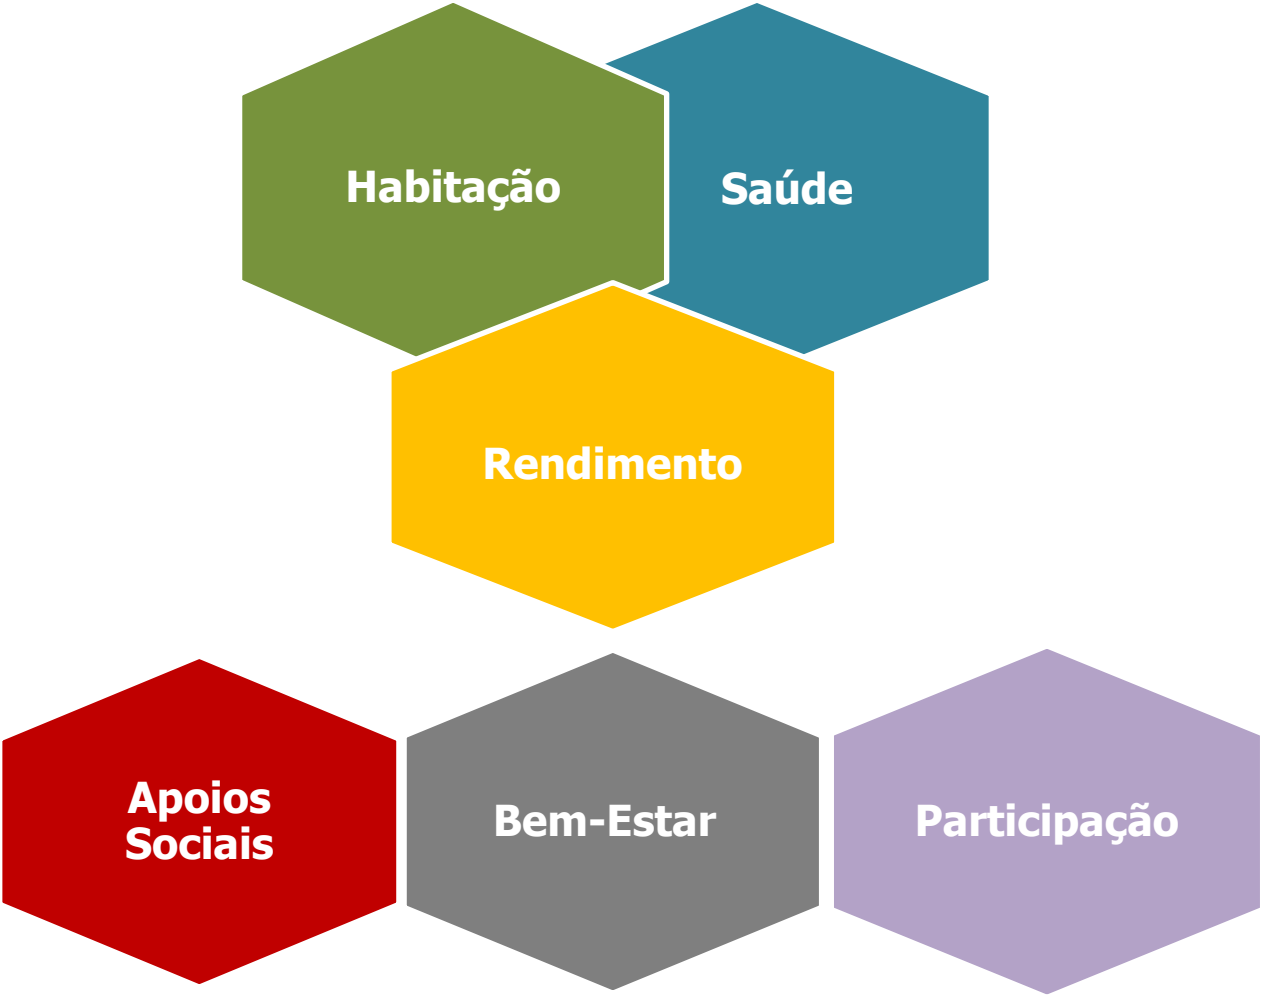 Habitação
Saúde
Rendimento
Apoios
Sociais
Bem-Estar
Participação